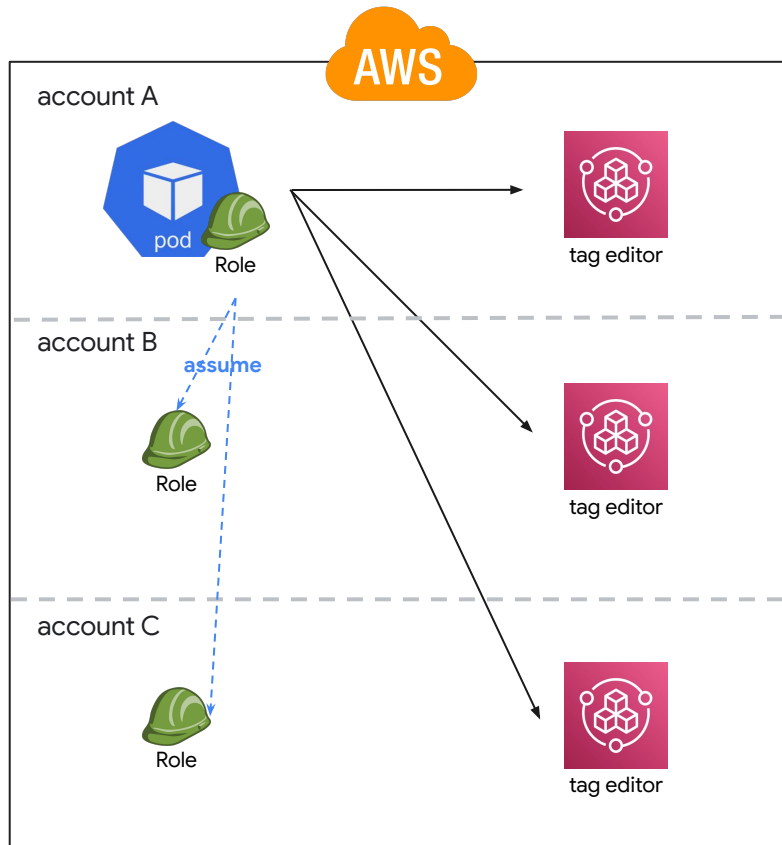 AWS
account A
pod
Role
tag editor
account B
assume
Role
tag editor
account C
Role
tag editor